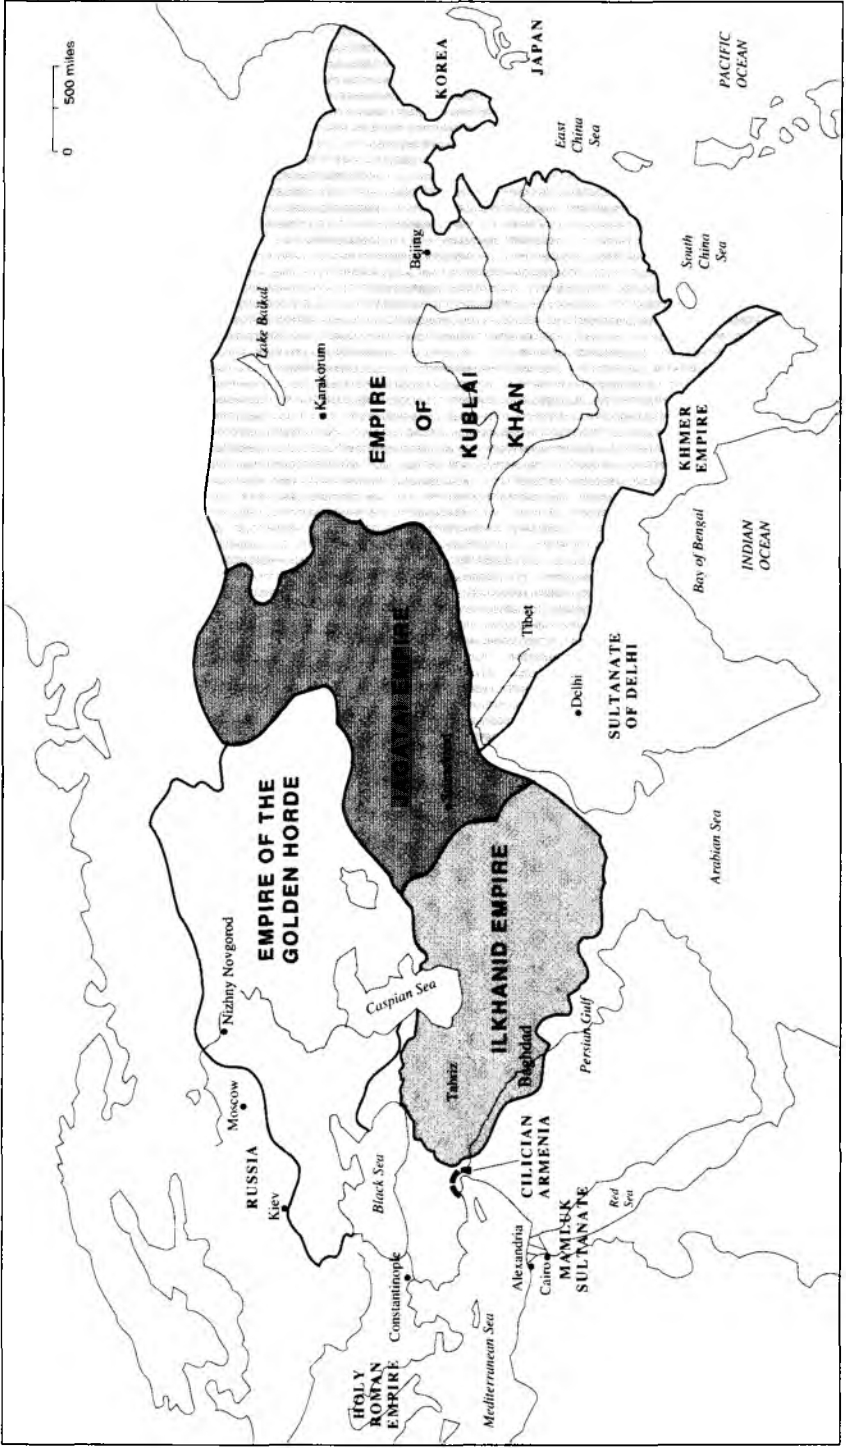 0
500 miles
EMPIRE OF THE
GOLDEN HORDE
EMPIRE
OF
KUBLAI
KHAN
ILKHANID EMPIRE
RUSSIA
Moscow
Kiev
Nizhny Novgorod
Black Sea
Caspian Sea
Constantinople
HOLY
ROMAN
EMPIRE
Mediterranean Sea
Alexandria
Cairo
MAMLUK
SULTANATE
CILICIAN
ARMENIA
Red
Sea
Tabriz
Baghdad
Persian Gulf
Arabian Sea
Delhi
SULTANATE
OF DELHI
Tibet
Bay of Bengal
INDIAN
OCEAN
KHMER
EMPIRE
Lake Baikal
Karakorum
Beijing
KOREA
JAPAN
East
China
Sea
South
China
Sea
PACIFIC
OCEAN